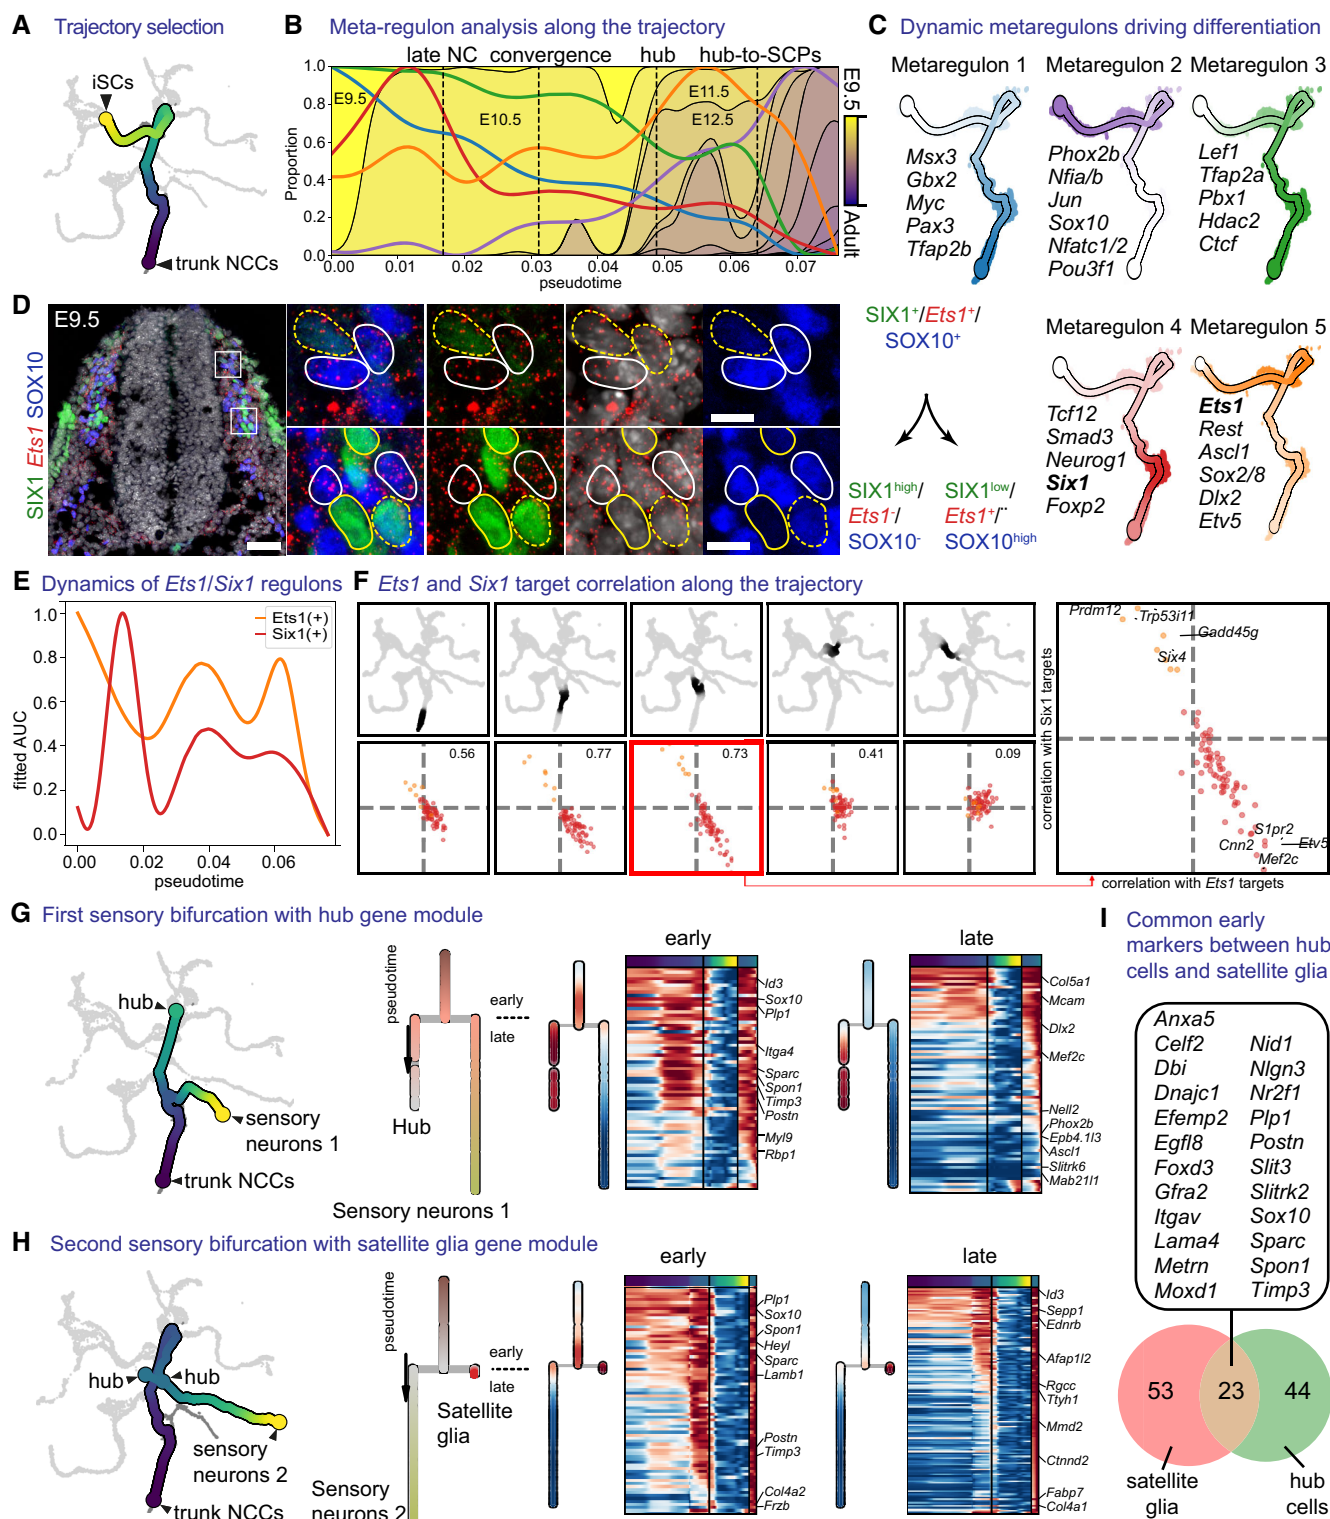 A Trajectory selection
iSCs
trunk NCCs
B Meta-regulon analysis along the trajectory
late NC convergence hub hub-to-SCPs
Proportion
1.0
0.8
0.6
0.4
0.2
0.0
E9.5
E10.5
E11.5
E12.5
0.00 0.01 0.02 0.03 0.04 0.05 0.06 0.07
pseudotime
E9.5
Adult
C Dynamic metaregulons driving differentiation
Metaregulon 1
Msx3
Gbx2
Myc
Pax3
Tfap2b
Metaregulon 2
Phox2b
Nfia/b
Jun
Sox10
Nfatc1/2
Pou3f1
Metaregulon 3
Lef1
Tfap2a
Pbx1
Hdac2
Ctcf
Metaregulon 4
Tcf12
Smad3
Neurog1
Six1
Foxp2
Metaregulon 5
Ets1
Rest
Ascl1
Sox2/8
Dlx2
Etv5
D
SIX1 Ets1 SOX10
E9.5
SIX1+/Ets1+/
SOX10+
SIX1high/
Ets1-/
SOX10-
SIX1low/
Ets1+/¨
SOX10high
E Dynamics of Ets1/Six1 regulons
fitted AUC
1.0
0.8
0.6
0.4
0.2
0.0
Ets1(+)
Six1(+)
0.00 0.02 0.04 0.06
pseudotime
F Ets1 and Six1 target correlation along the trajectory
0.56
0.77
0.73
0.41
0.09
correlation with Six1 targets
Prdm12
Trp53i11
Gadd45g
Six4
S1pr2
Cnn2
Etv5
Mef2c
correlation with Ets1 targets
G First sensory bifurcation with hub gene module
hub
sensory
neurons 1
trunk NCCs
pseudotime
early
late
Hub
Sensory neurons 1
early
Id3
Sox10
Plp1
Itga4
Sparc
Spon1
Timp3
Postn
Myl9
Rbp1
late
Col5a1
Mcam
Dlx2
Mef2c
Nell2
Phox2b
Epb4.1l3
Ascl1
Slitrk6
Mab21l1
H Second sensory bifurcation with satellite glia gene module
hub
hub
sensory
neurons 2
trunk NCCs
pseudotime
early
late
Satellite
glia
Sensory
neurons 2
early
Plp1
Sox10
Spon1
Heyl
Sparc
Lamb1
Postn
Timp3
Col4a2
Frzb
late
Id3
Sepp1
Ednrb
Afap1l2
Rgcc
Ttyh1
Mmd2
Ctnnd2
Fabp7
Col4a1
I Common early
markers between hub
cells and satellite glia
Anxa5
Celf2
Dbi
Dnajc1
Efemp2
Egfl8
Foxd3
Gfra2
Itgav
Lama4
Metrn
Moxd1
Nid1
Nlgn3
Nr2f1
Plp1
Postn
Slit3
Slitrk2
Sox10
Sparc
Spon1
Timp3
53 23 44
satellite
glia
hub
cells